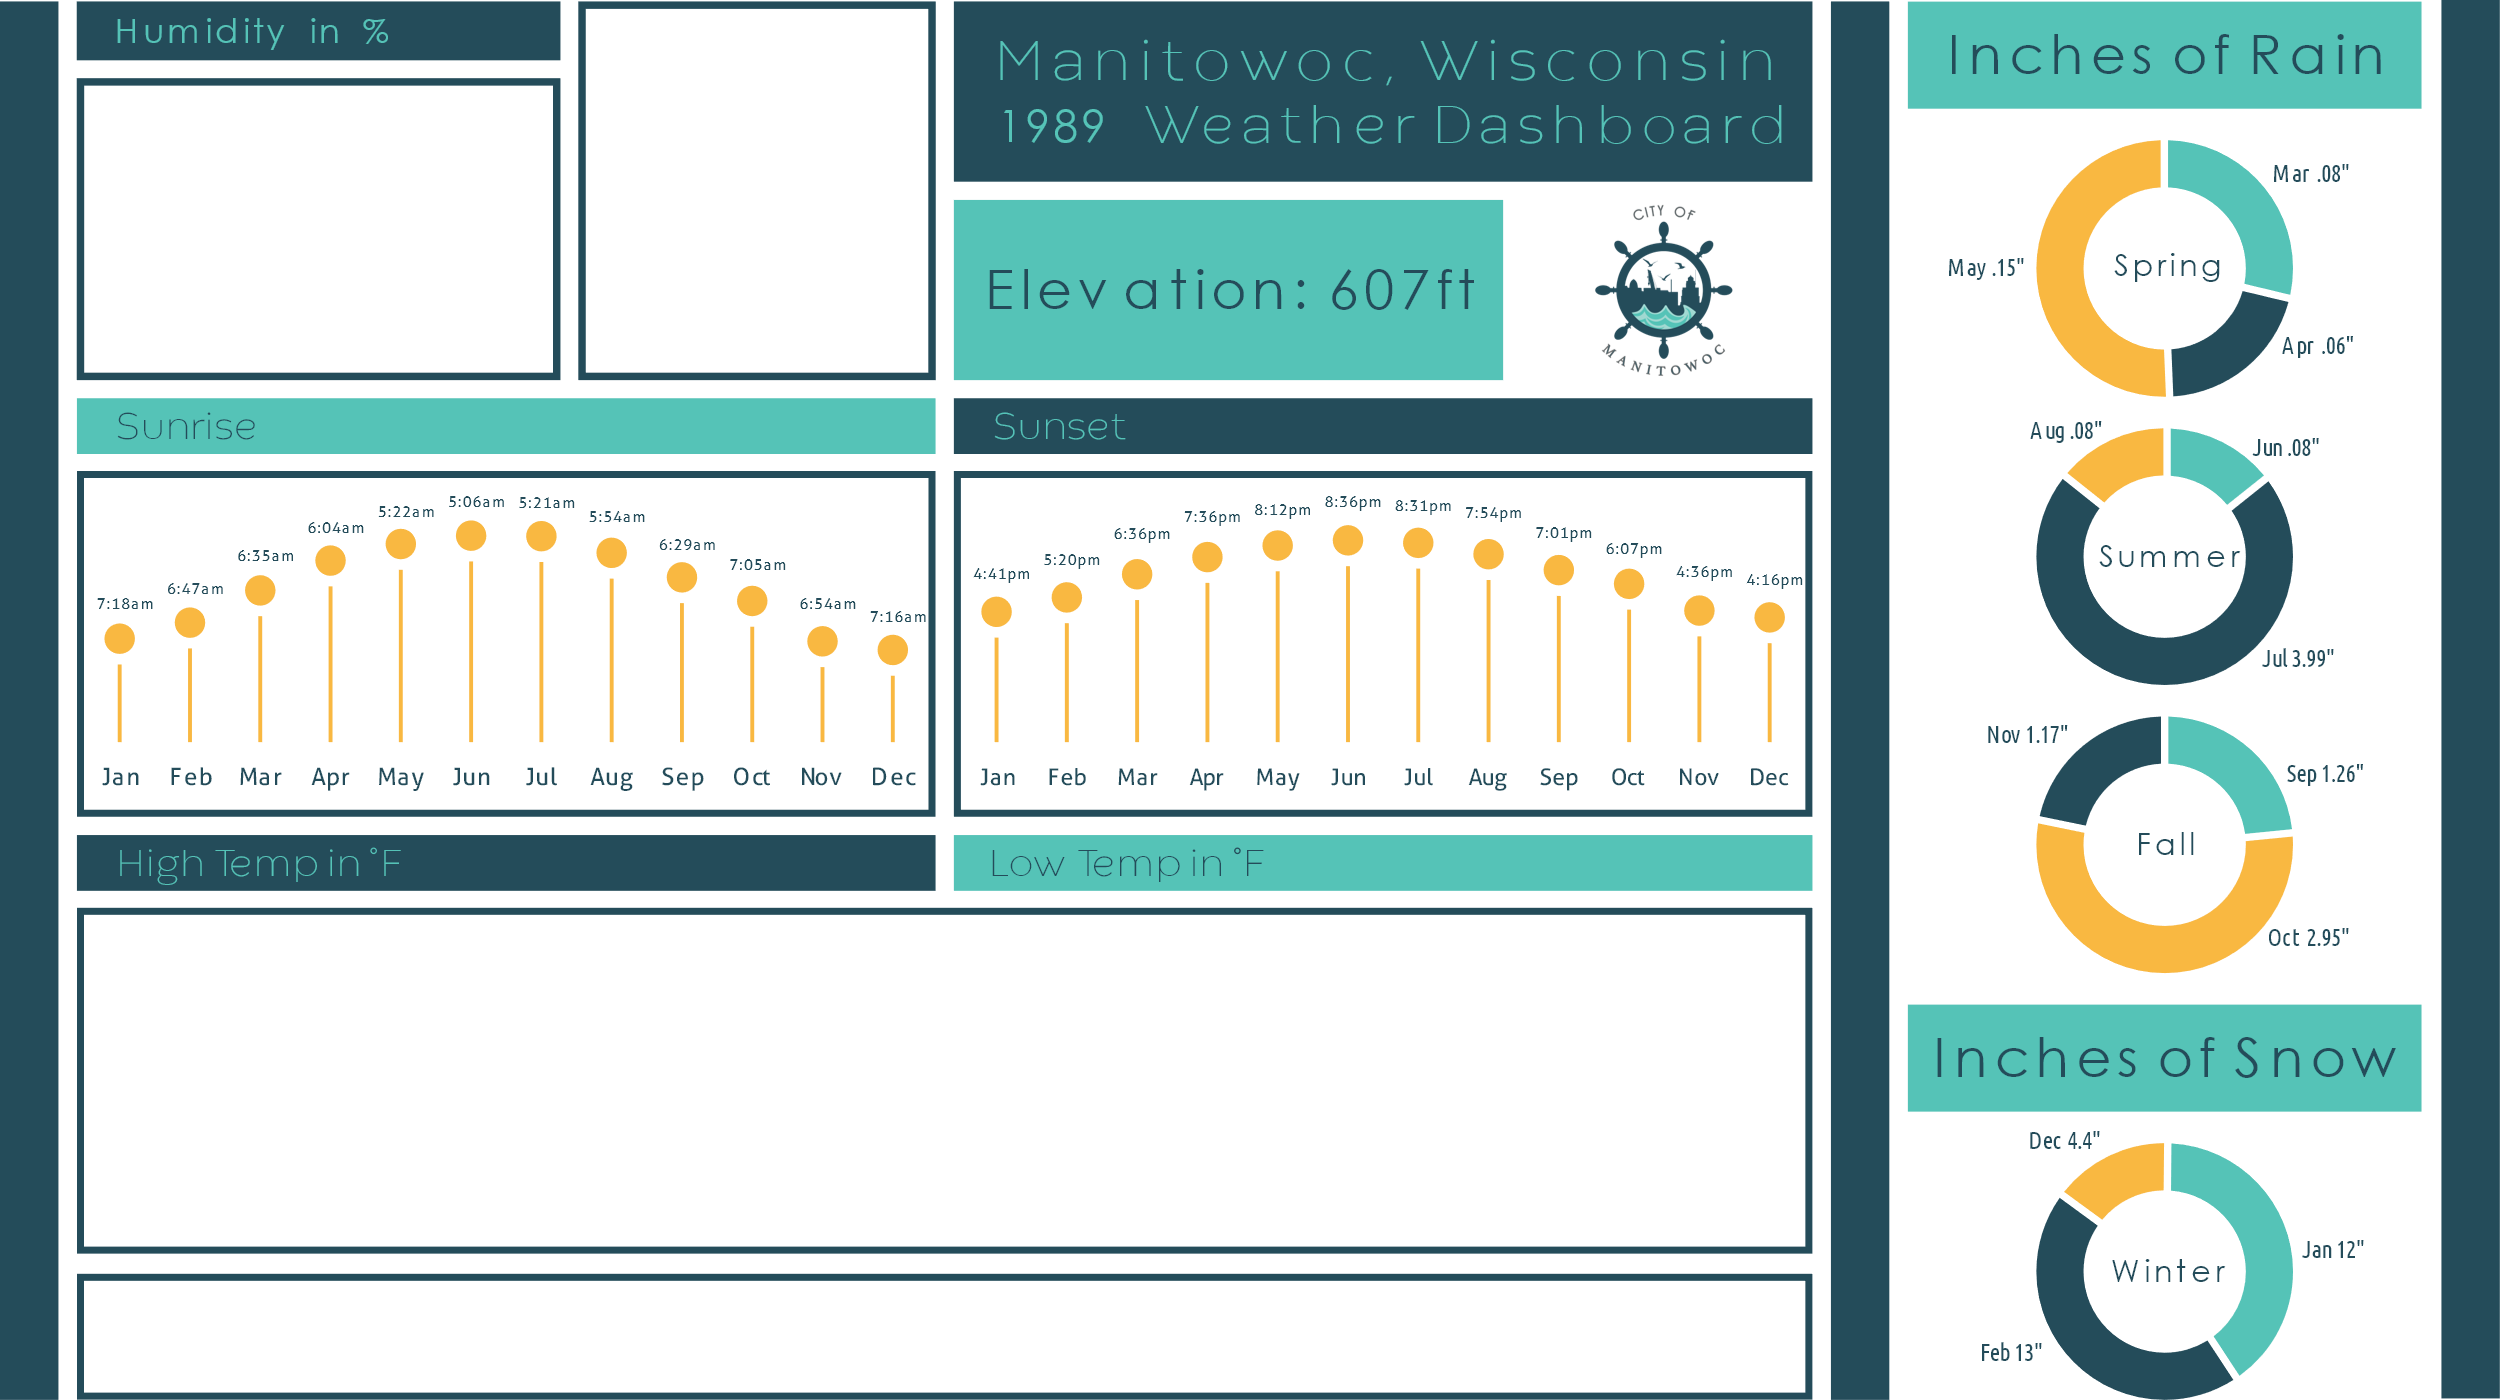 Humidity in %
Manitowoc, Wisconsin
1989 Weather Dashboard
Elevation: 607ft
CITY OF
MANITOWOC
Sunrise
7:18am 6:47am 6:35am 6:04am 5:22am 5:06am 5:21am 5:54am 6:29am 7:05am 6:54am 7:16am
Jan Feb Mar Apr May Jun Jul Aug Sep Oct Nov Dec
Sunset
4:41pm 5:20pm 6:36pm 7:36pm 8:12pm 8:36pm 8:31pm 7:54pm 7:01pm 6:07pm 4:36pm 4:16pm
Jan Feb Mar Apr May Jun Jul Aug Sep Oct Nov Dec
High Temp in °F
Low Temp in °F
Inches of Rain
Mar .08"
May .15"
Spring
Apr .06"
Aug .08"
Jun .08"
Summer
Jul 3.99"
Nov 1.17"
Sep 1.26"
Fall
Oct 2.95"
Inches of Snow
Dec 4.4"
Jan 12"
Winter
Feb 13"